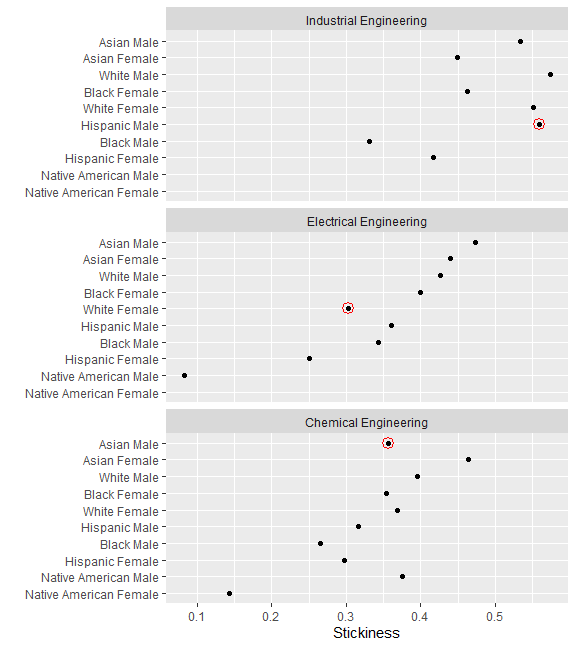 Industrial Engineering
Asian Male
Asian Female
White Male
Black Female
White Female
Hispanic Male
Black Male
Hispanic Female
Native American Male
Native American Female
Electrical Engineering
Asian Male
Asian Female
White Male
Black Female
White Female
Hispanic Male
Black Male
Hispanic Female
Native American Male
Native American Female
Chemical Engineering
Asian Male
Asian Female
White Male
Black Female
White Female
Hispanic Male
Black Male
Hispanic Female
Native American Male
Native American Female
0.1 0.2 0.3 0.4 0.5
Stickiness